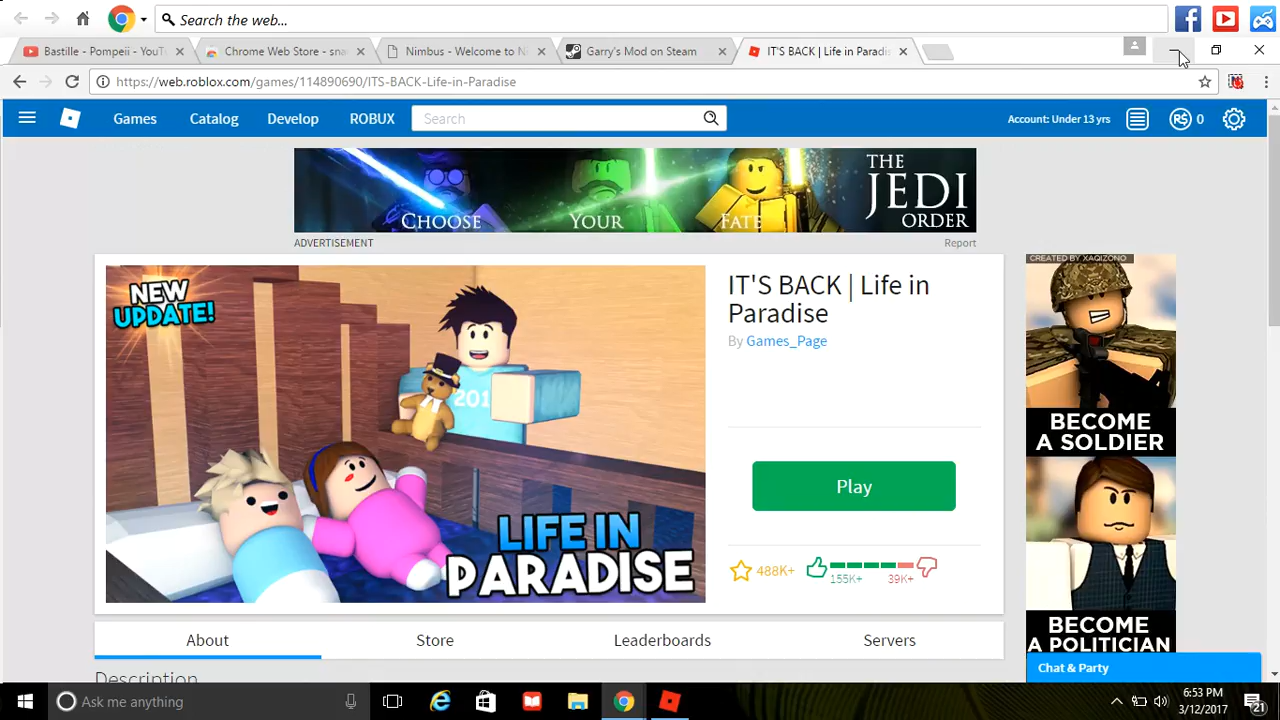 Search the web...
Bastille - Pompeii - YouT
Chrome Web Store - sna
Nimbus - Welcome to N
Garry's Mod on Steam
IT'S BACK | Life in Paradis
https://web.roblox.com/games/114890690/ITS-BACK-Life-in-Paradise
Games
Catalog
Develop
ROBUX
Search
Account: Under 13 yrs
R$ 0
CHOOSE YOUR FATE
THE JEDI ORDER
ADVERTISEMENT
Report
NEW
UPDATE!
201
LIFE IN
PARADISE
IT'S BACK | Life in
Paradise
By Games_Page
Play
488K+
155K+
39K+
CREATED BY XAQIZONO
BECOME
A SOLDIER
BECOME
A POLITICIAN
About
Store
Leaderboards
Servers
Description
Chat & Party
Ask me anything
6:53 PM
3/12/2017
21